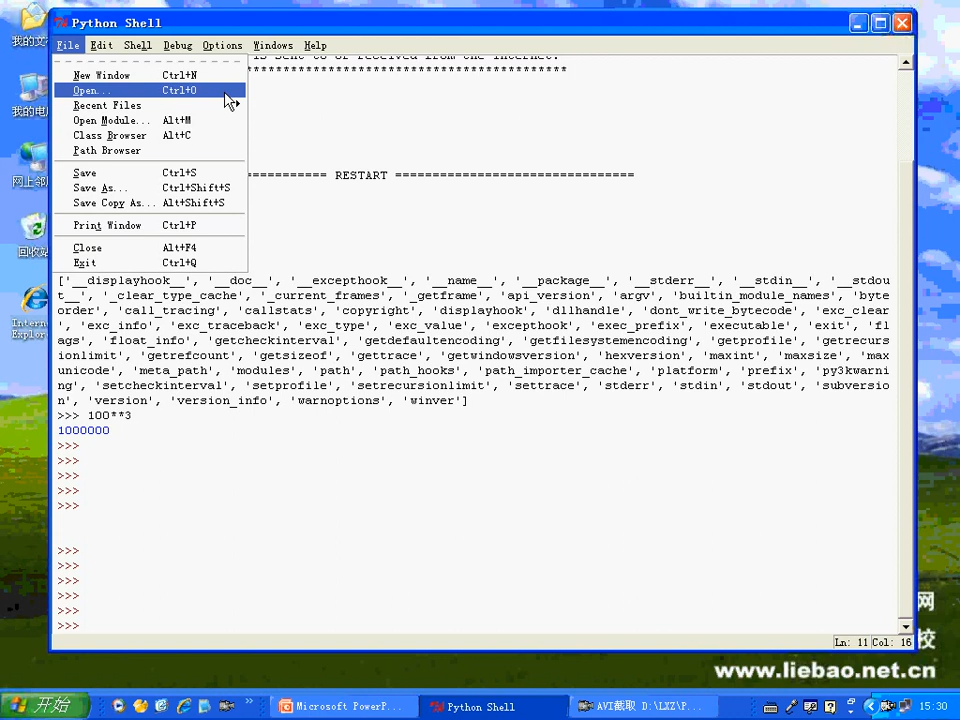 Python Shell
File Edit Shell Debug Options Windows Help
New Window Ctrl+N
Open... Ctrl+O
Recent Files
Open Module... Alt+M
Class Browser Alt+C
Path Browser
Save Ctrl+S
Save As... Ctrl+Shift+S
Save Copy As... Alt+Shift+S
Print Window Ctrl+P
Close Alt+F4
Exit Ctrl+Q
is sent to or received from the Internet.
*******************************************
=========== RESTART ================================
['__displayhook__', '__doc__', '__excepthook__', '__name__', '__package__', '__stderr__', '__stdin__', '__stdou
t__', '_clear_type_cache', '_current_frames', '_getframe', 'api_version', 'argv', 'builtin_module_names', 'byte
order', 'call_tracing', 'callstats', 'copyright', 'displayhook', 'dllhandle', 'dont_write_bytecode', 'exc_clear
', 'exc_info', 'exc_traceback', 'exc_type', 'exc_value', 'excepthook', 'exec_prefix', 'executable', 'exit', 'fl
ags', 'float_info', 'getcheckinterval', 'getdefaultencoding', 'getfilesystemencoding', 'getprofile', 'getrecurs
ionlimit', 'getrefcount', 'getsizeof', 'gettrace', 'getwindowsversion', 'hexversion', 'maxint', 'maxsize', 'max
unicode', 'meta_path', 'modules', 'path', 'path_hooks', 'path_importer_cache', 'platform', 'prefix', 'py3kwarni
ng', 'setcheckinterval', 'setprofile', 'setrecursionlimit', 'settrace', 'stderr', 'stdin', 'stdout', 'subversio
n', 'version', 'version_info', 'warnoptions', 'winver']
>>> 100**3
1000000
>>>
>>>
>>>
>>>
>>>
>>>
>>>
>>>
>>>
>>>
>>>
Ln: 11 Col: 16
我的文
我的电
网上邻
回收站
Intern
Explor
网
校
www.liebao.net.cn
开始
Microsoft PowerP...
Python Shell
AVI截取 D:\LXZ\P...
15:30